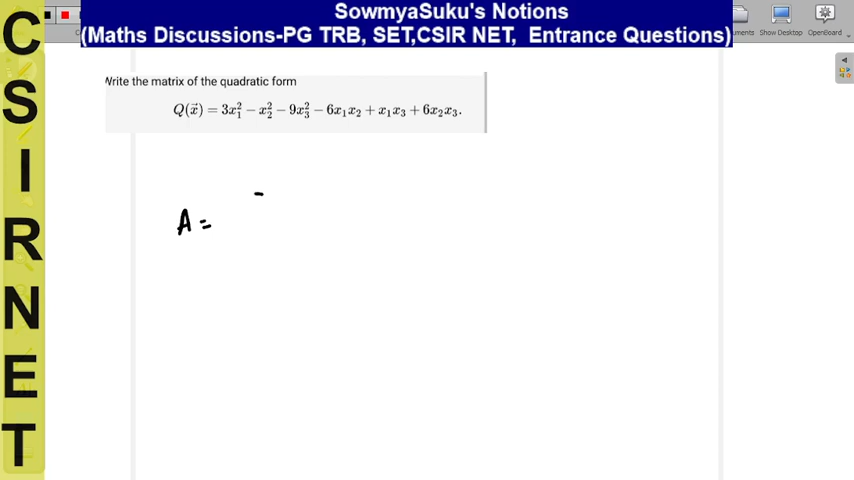 SowmyaSuku's Notions
(Maths Discussions-PG TRB, SET,CSIR NET, Entrance Questions)
uments Show Desktop OpenBoard
Write the matrix of the quadratic form
Q(x⃗) = 3x₁² − x₂² − 9x₃² − 6x₁x₂ + x₁x₃ + 6x₂x₃.
A =
C
S
I
R
N
E
T